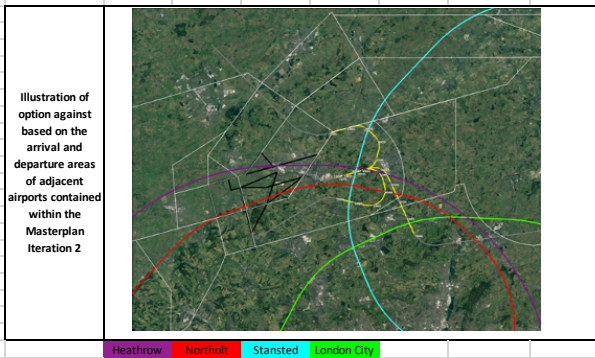 Illustration of
option against
based on the
arrival and
departure areas
of adjacent
airports contained
within the
Masterplan
Iteration 2
Heathrow Northolt Stansted London City